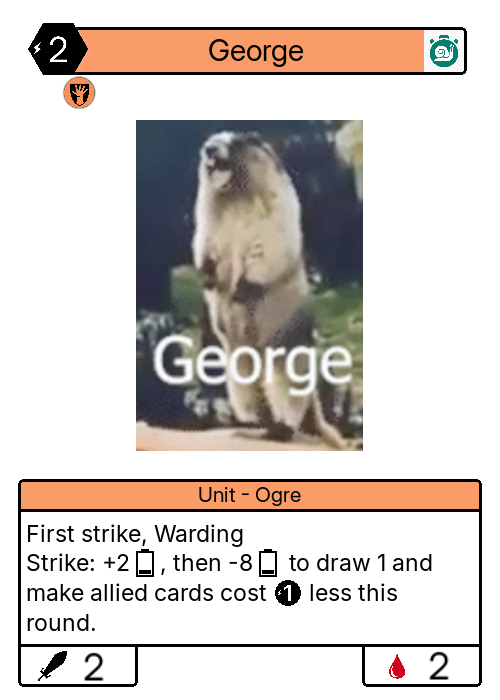 2
George
George
Unit - Ogre
First strike, Warding
Strike: +2 , then -8 to draw 1 and
make allied cards cost 1 less this
round.
2
2